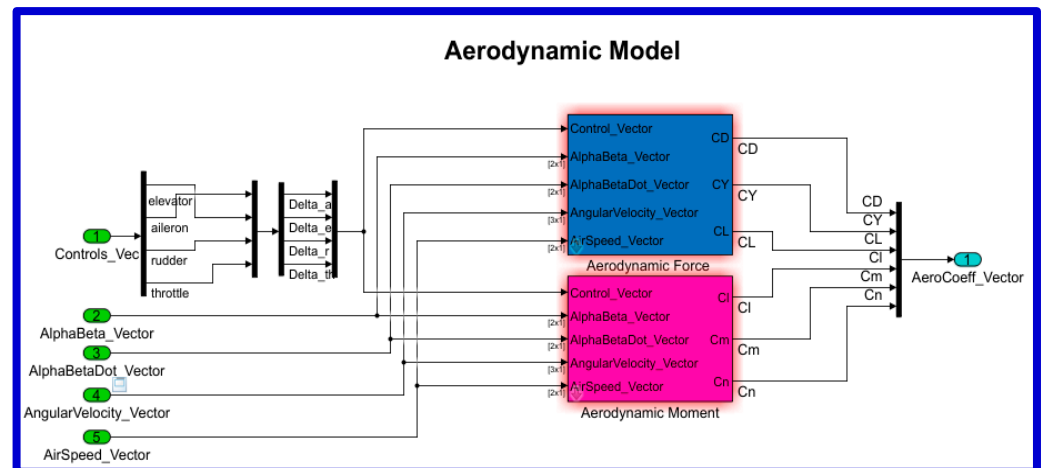 Aerodynamic Model
1
Controls_Vec
elevator
aileron
rudder
throttle
Delta_a
Delta_e
Delta_r
Delta_th
2
AlphaBeta_Vector
3
AlphaBetaDot_Vector
4
AngularVelocity_Vector
5
AirSpeed_Vector
Control_Vector
[2x1] AlphaBeta_Vector
[2x1] AlphaBetaDot_Vector
[3x1] AngularVelocity_Vector
[2x1] AirSpeed_Vector
CD
CY
CL
CD
CY
CL
Aerodynamic Force
Control_Vector
[2x1] AlphaBeta_Vector
[2x1] AlphaBetaDot_Vector
[3x1] AngularVelocity_Vector
[2x1] AirSpeed_Vector
Cl
Cm
Cn
Cl
Cm
Cn
Aerodynamic Moment
CD
CY
CL
Cl
Cm
Cn
1
AeroCoeff_Vector